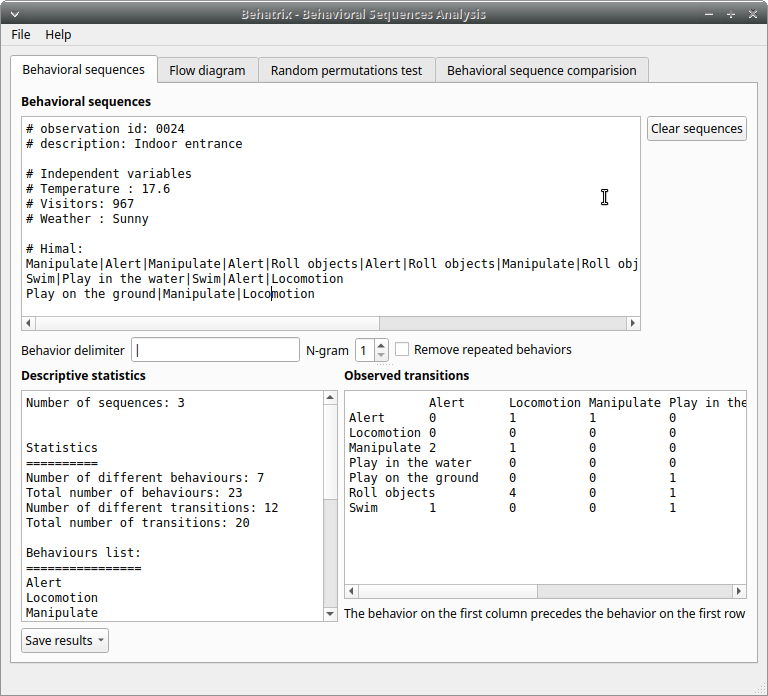 Behatrix - Behavioral Sequences Analysis
File Help
Behavioral sequences Flow diagram Random permutations test Behavioral sequence comparision
Behavioral sequences
# observation id: 0024
# description: Indoor entrance
# Independent variables
# Temperature : 17.6
# Visitors: 967
# Weather : Sunny
# Himal:
Manipulate|Alert|Manipulate|Alert|Roll objects|Alert|Roll objects|Manipulate|Roll obj
Swim|Play in the water|Swim|Alert|Locomotion
Play on the ground|Manipulate|Locomotion
Clear sequences
Behavior delimiter | N-gram 1 Remove repeated behaviors
Descriptive statistics
Number of sequences: 3
Statistics
==========
Number of different behaviours: 7
Total number of behaviours: 23
Number of different transitions: 12
Total number of transitions: 20
Behaviours list:
================
Alert
Locomotion
Manipulate
Observed transitions
Alert Locomotion Manipulate Play in the
Alert 0 1 1 0
Locomotion 0 0 0 0
Manipulate 2 1 0 0
Play in the water 0 0 0
Play on the ground 0 0 1
Roll objects 4 0 1
Swim 1 0 0 1
The behavior on the first column precedes the behavior on the first row
Save results